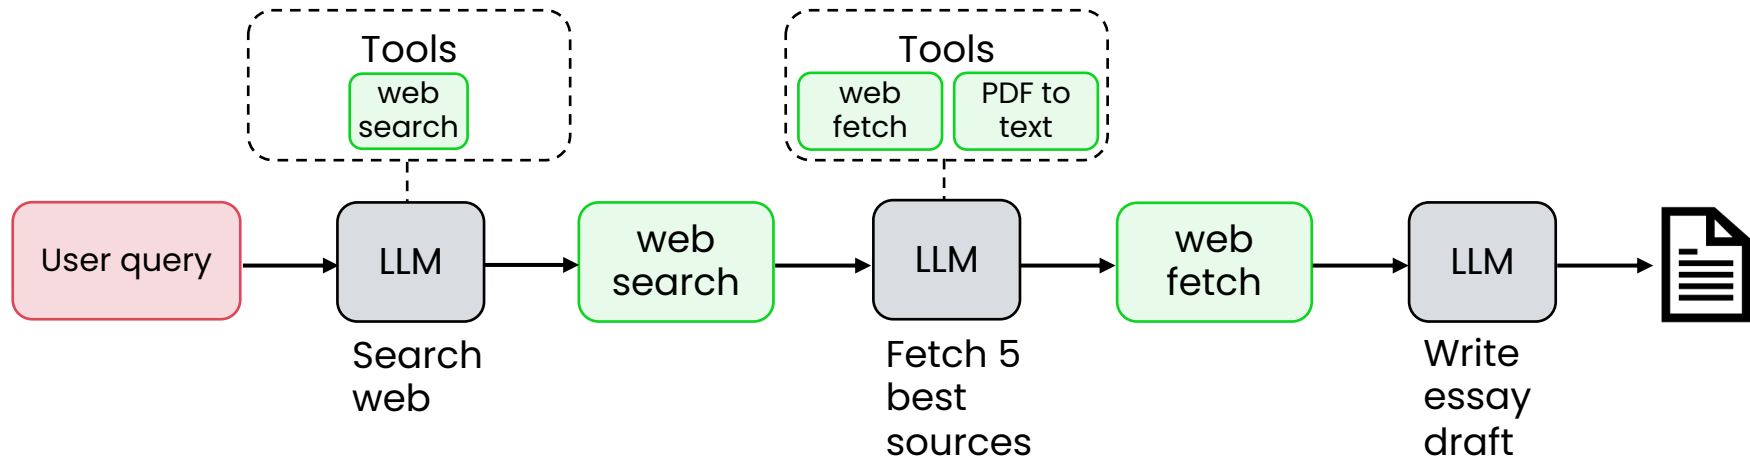 Tools
web
search
Tools
web
fetch
PDF to
text
User query
LLM
web
search
LLM
web
fetch
LLM
Search
web
Fetch 5
best
sources
Write
essay
draft